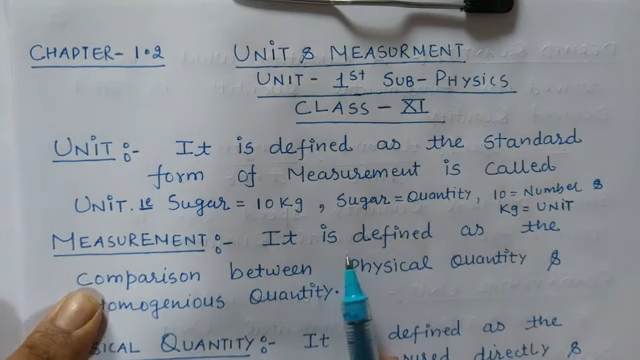 CHAPTER- 1.2 UNIT & MEASURMENT
UNIT - 1st SUB-PHYSICS
CLASS - XI
UNIT :- It is defined as the standard
form of Measurement is called
UNIT. ie Sugar = 10 Kg , Sugar = Quantity, 10 = Number &
Kg = UNIT
MEASUREMENT :- It is defined as the
Comparison between Physical Quantity &
Quantity.
QUANTITY :- It defined as the
directly &